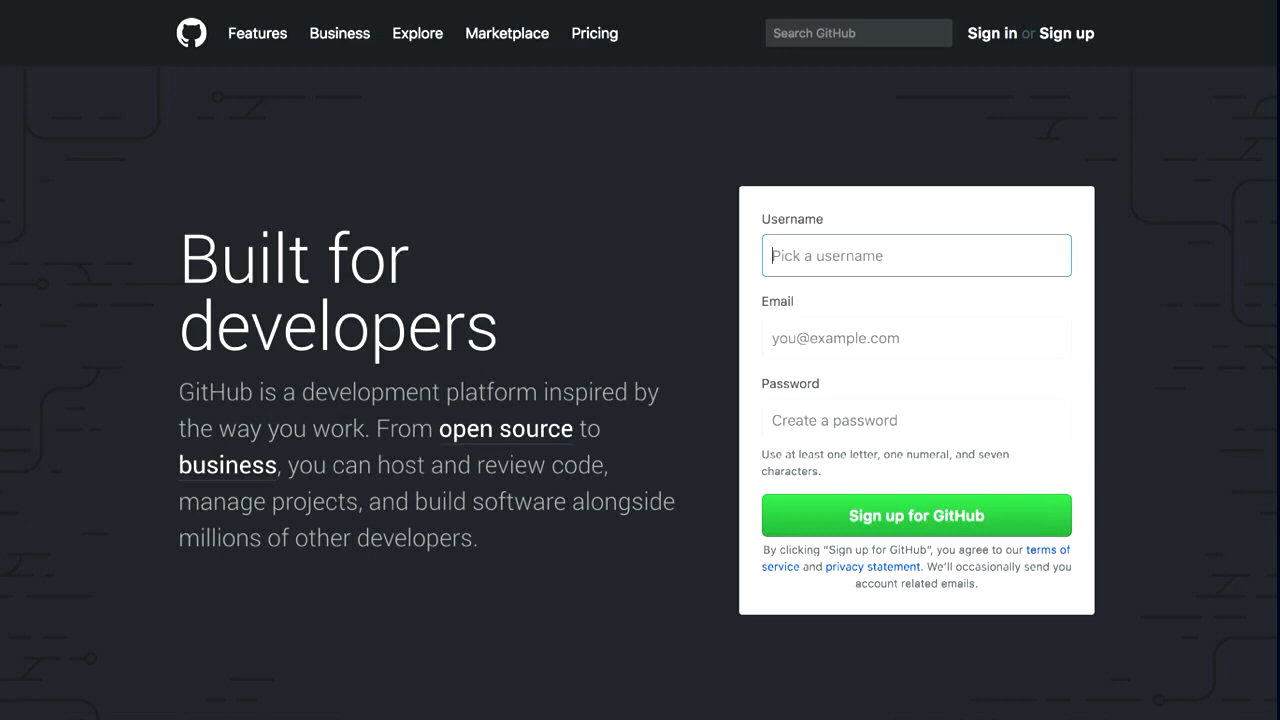 Features Business Explore Marketplace Pricing Search GitHub Sign in or Sign up
Built for
developers
GitHub is a development platform inspired by
the way you work. From open source to
business, you can host and review code,
manage projects, and build software alongside
millions of other developers.
Username
Pick a username
Email
you@example.com
Password
Create a password
Use at least one letter, one numeral, and seven
characters.
Sign up for GitHub
By clicking “Sign up for GitHub”, you agree to our terms of
service and privacy statement. We’ll occasionally send you
account related emails.